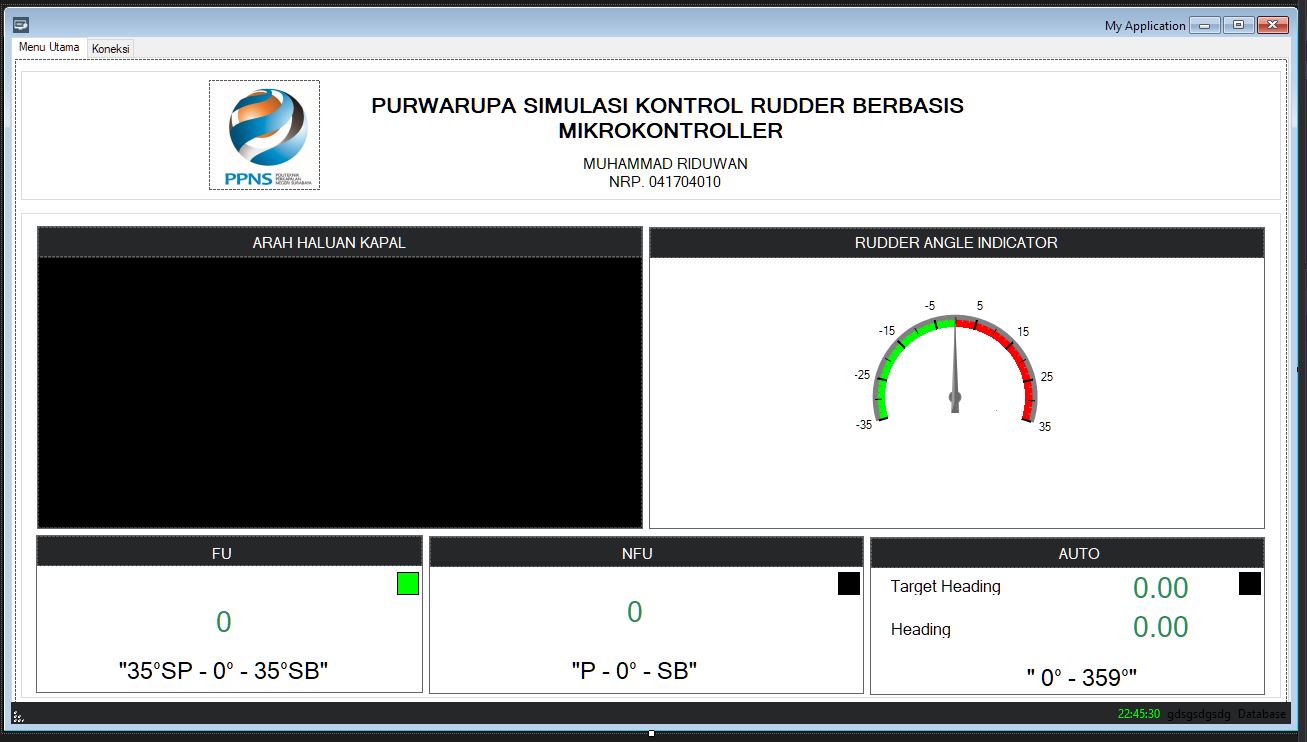 My Application
Menu Utama Koneksi
PURWARUPA SIMULASI KONTROL RUDDER BERBASIS
MIKROKONTROLLER
MUHAMMAD RIDUWAN
NRP. 041704010
PPNS POLITEKNIK
PERKAPALAN
NEGERI SURABAYA
ARAH HALUAN KAPAL
RUDDER ANGLE INDICATOR
-5 5
-15 15
-25 25
-35 35
FU
0
"35°SP - 0° - 35°SB"
NFU
0
"P - 0° - SB"
AUTO
Target Heading 0.00
Heading 0.00
" 0° - 359°"
22:45:30 gdsgsdgsdg Database